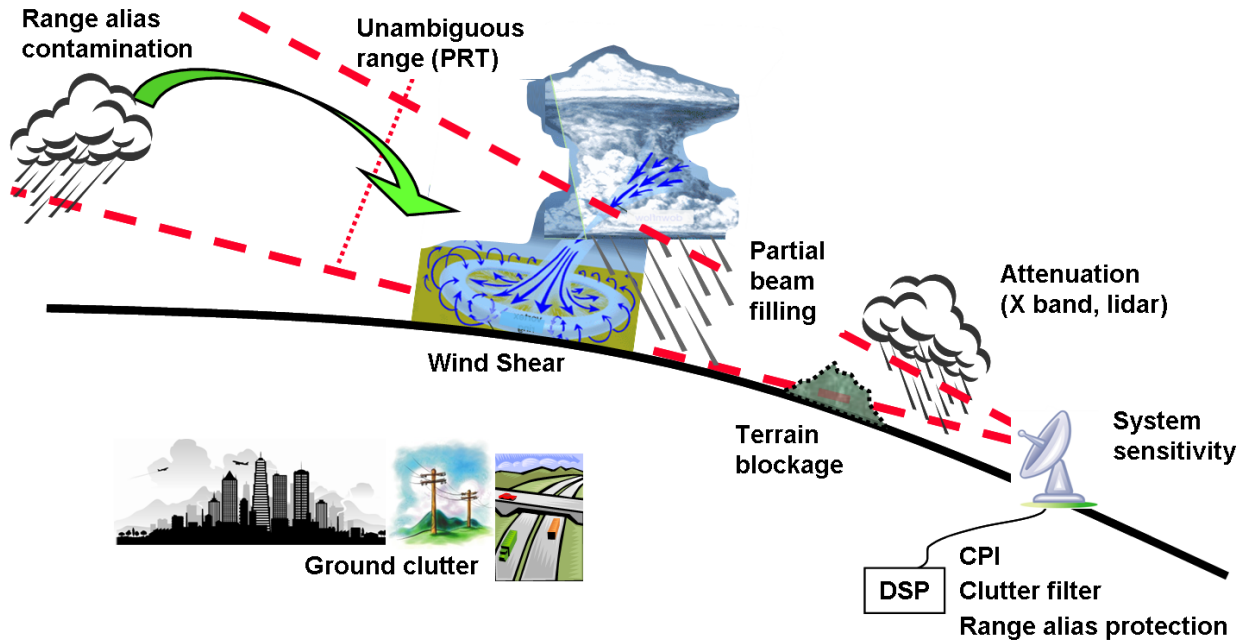 Range alias
contamination
Unambiguous
range (PRT)
Partial
beam
filling
Attenuation
(X band, lidar)
Wind Shear
Terrain
blockage
System
sensitivity
Ground clutter
DSP
CPI
Clutter filter
Range alias protection